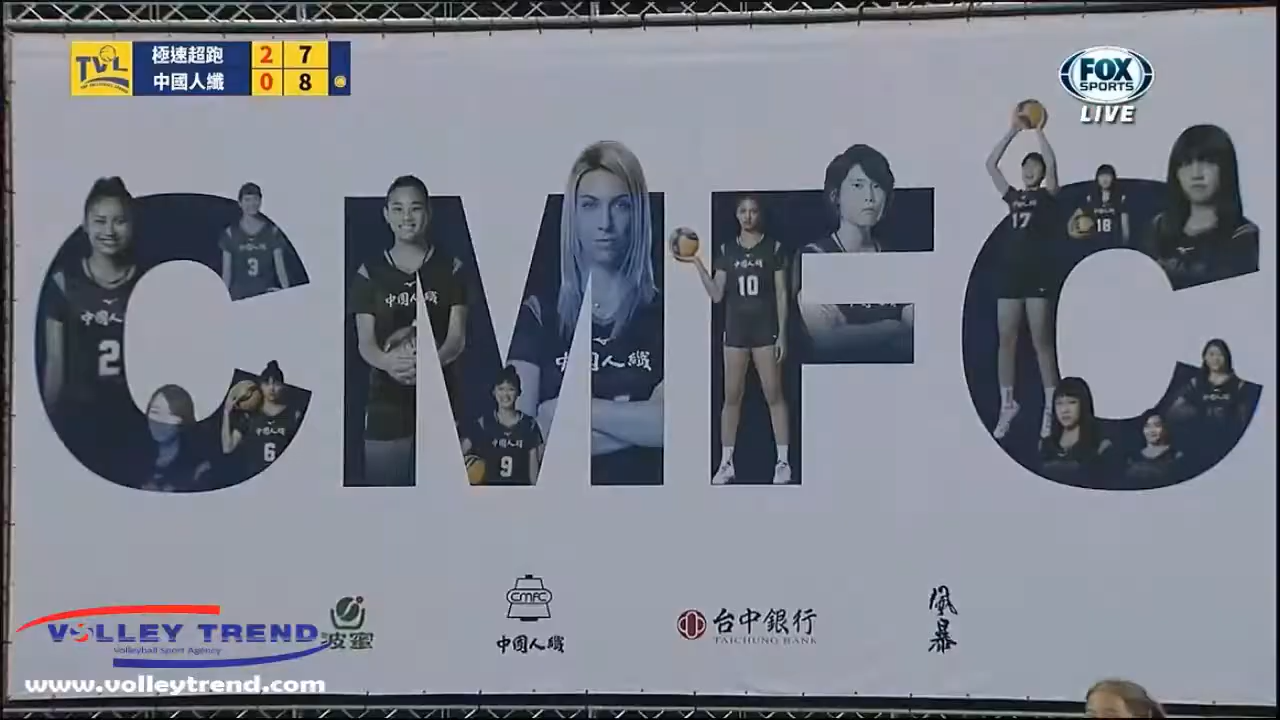 TVL
極速超跑 2 7
中國人纖 0 8
FOX
SPORTS
LIVE
CMFC
中國人
2
3
6
中國人纖
9
中國人纖
10
17
18
波蜜
CMFC
中國人纖
台中銀行
TAICHUNG BANK
凰暴
VOLLEY TREND
Volleyball Sport Agency
www.volleytrend.com